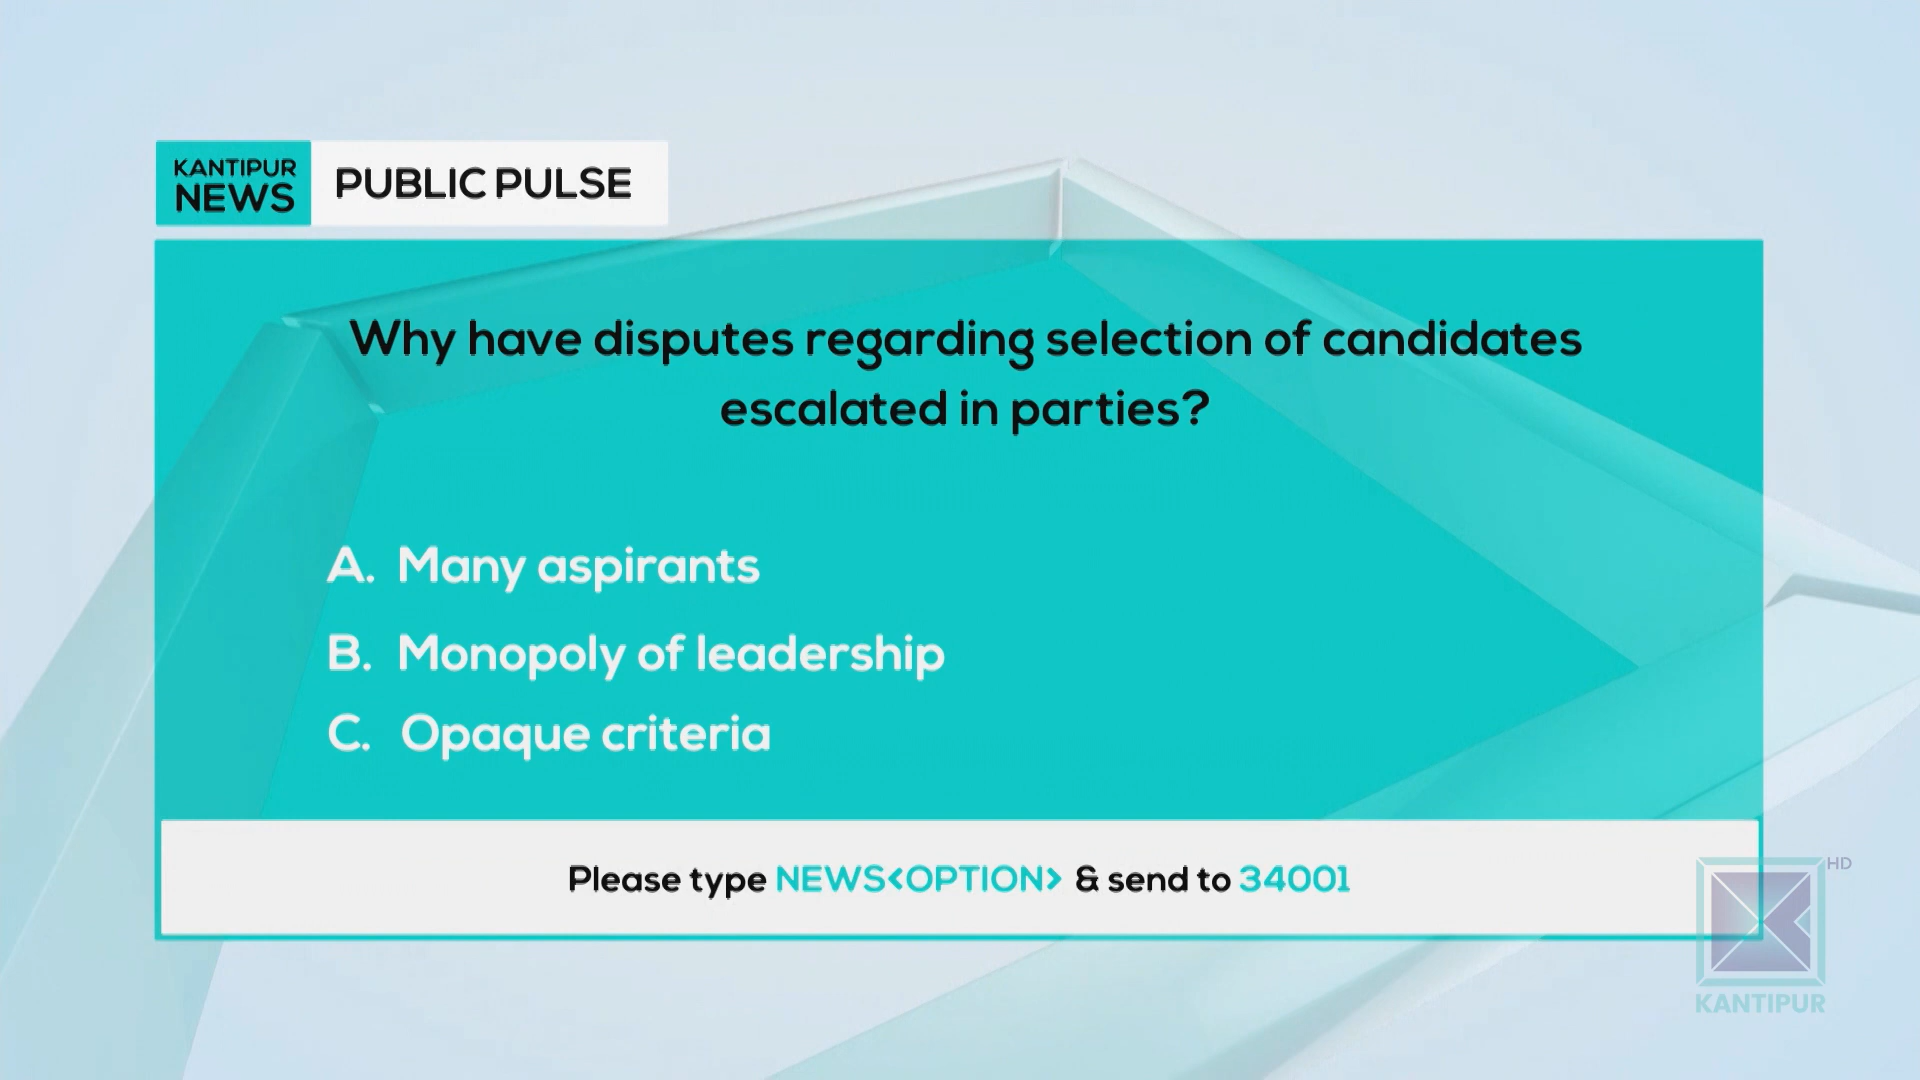 KANTIPUR
NEWS
PUBLIC PULSE
Why have disputes regarding selection of candidates
escalated in parties?
A. Many aspirants
B. Monopoly of leadership
C. Opaque criteria
Please type NEWS<OPTION> & send to 34001
HD
KANTIPUR